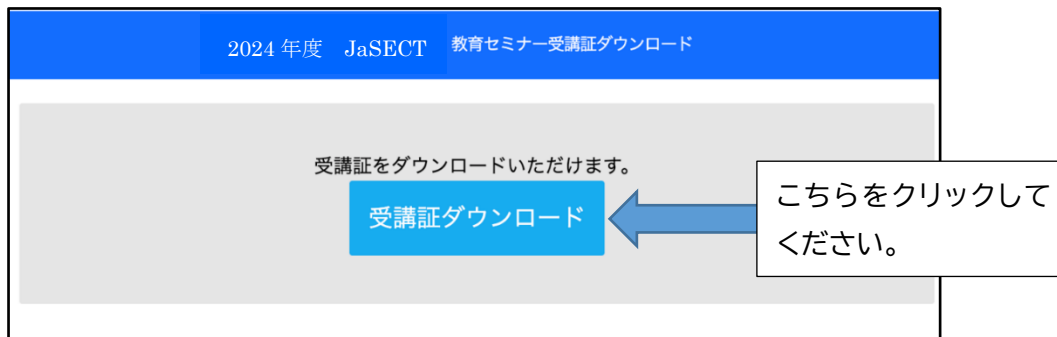 2024 年度　JaSECT　教育セミナー受講証ダウンロード
受講証をダウンロードいただけます。
受講証ダウンロード
こちらをクリックして
ください。